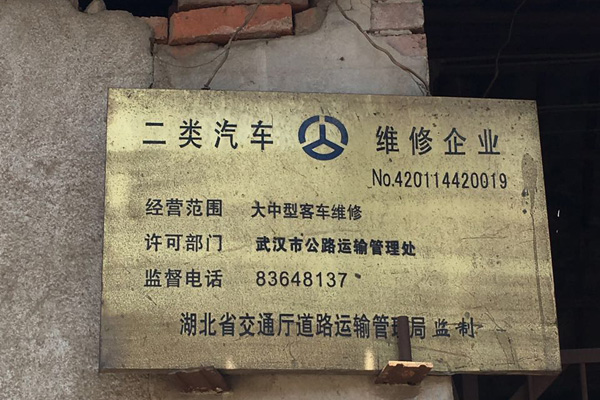 二类汽车 维修企业
No.420114420019
经营范围 大中型客车维修
许可部门 武汉市公路运输管理处
监督电话 83648137
湖北省交通厅道路运输管理局 监制